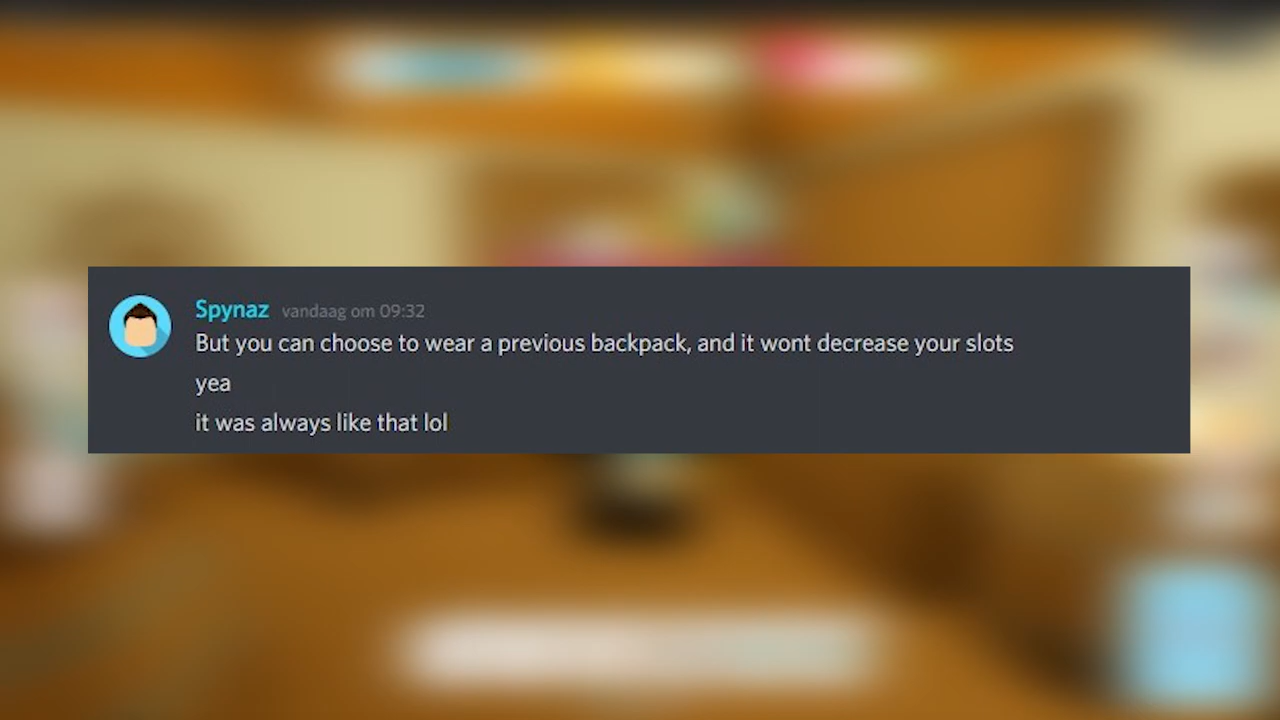 Spynaz vandaag om 09:32
But you can choose to wear a previous backpack, and it wont decrease your slots
yea
it was always like that lol